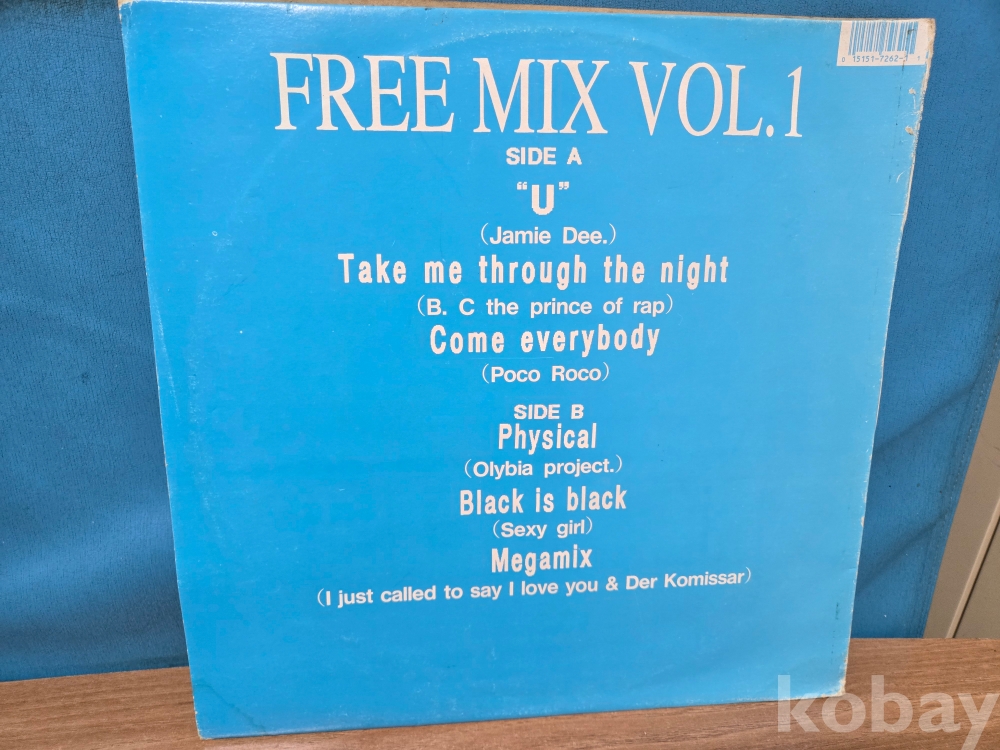 FREE MIX VOL.1
SIDE A
“U”
(Jamie Dee.)
Take me through the night
(B. C the prince of rap)
Come everybody
(Poco Roco)
SIDE B
Physical
(Olybia project.)
Black is black
(Sexy girl)
Megamix
(I just called to say I love you & Der Komissar)
kobay